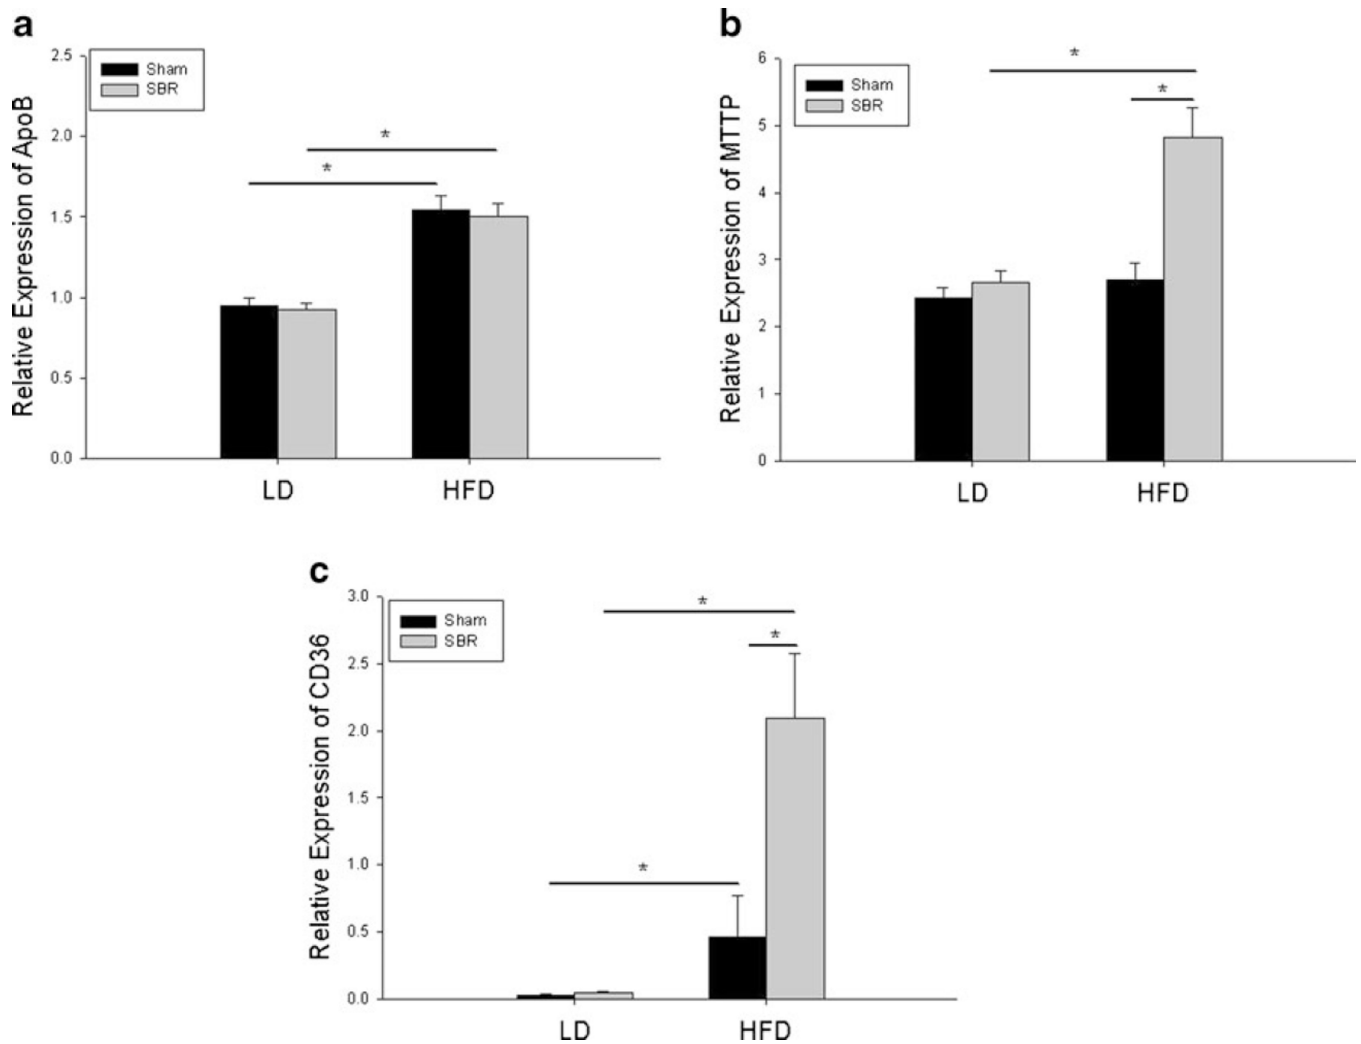 a
Relative Expression of ApoB
2.5
2.0
1.5
1.0
0.5
0.0
Sham
SBR
*
*
LD HFD
b
Relative Expression of MTTP
6
5
4
3
2
1
0
Sham
SBR
*
*
LD HFD
c
Relative Expression of CD36
3.0
2.5
2.0
1.5
1.0
0.5
0.0
Sham
SBR
*
*
*
LD HFD